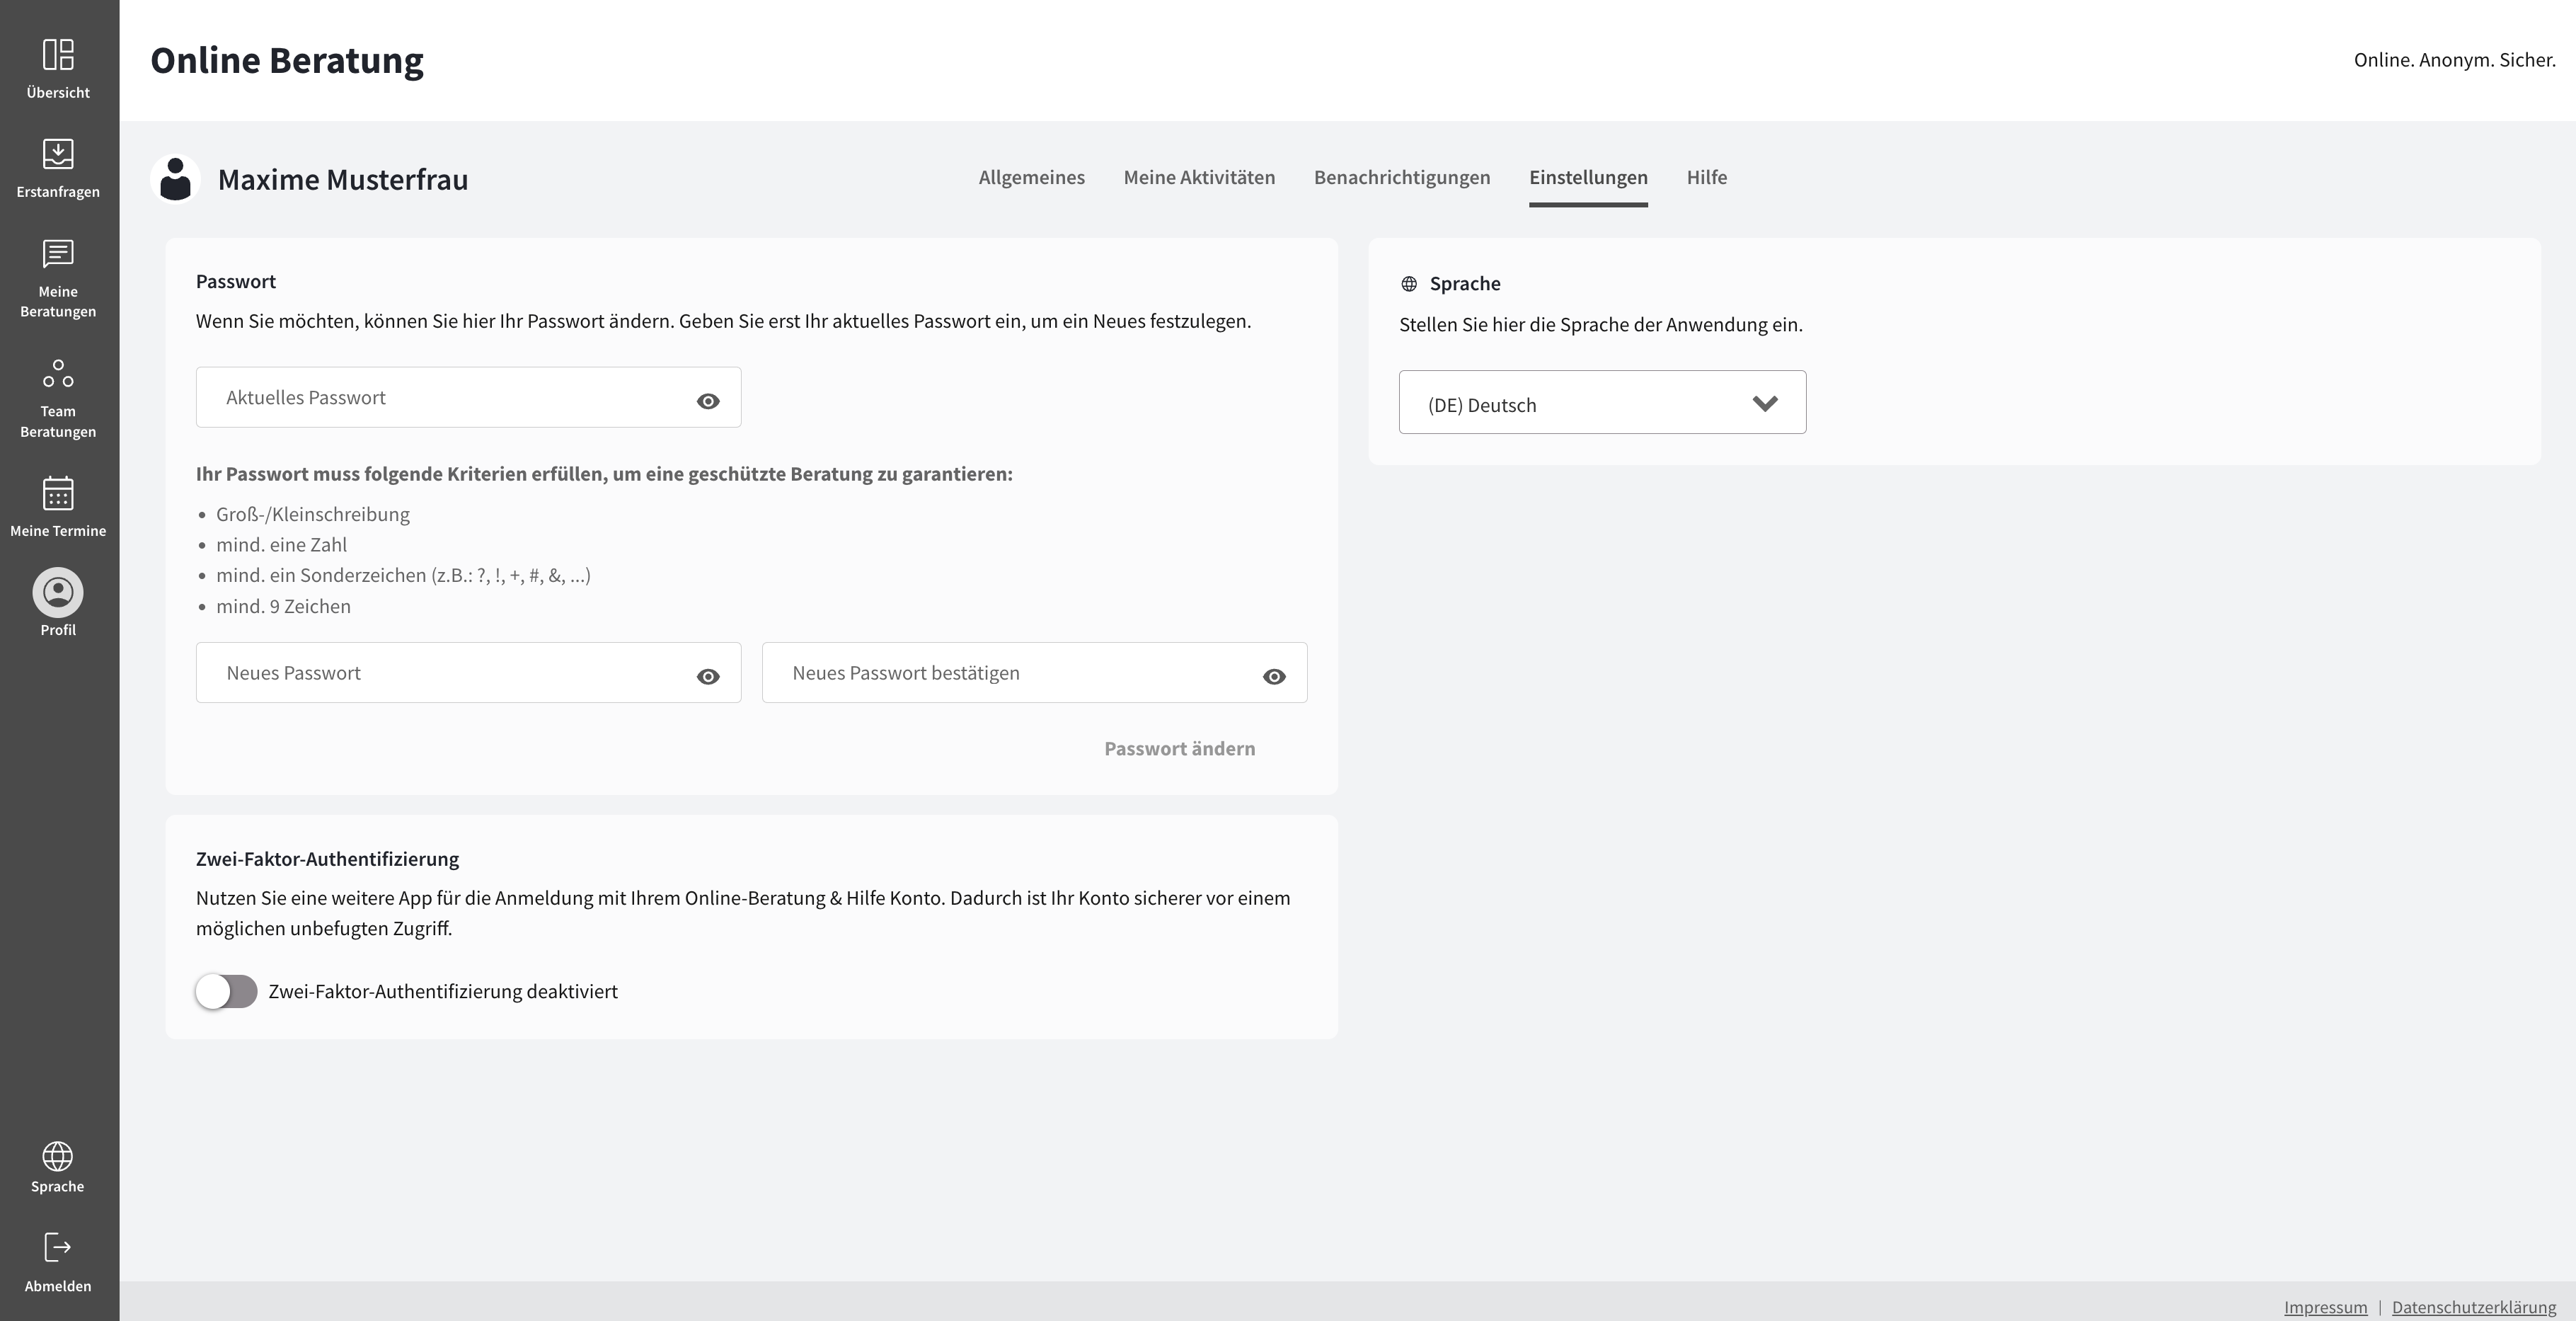 Übersicht
Erstanfragen
Meine
Beratungen
Team
Beratungen
Meine Termine
Profil
Sprache
Abmelden
Online Beratung
Online. Anonym. Sicher.
Maxime Musterfrau
Allgemeines
Meine Aktivitäten
Benachrichtigungen
Einstellungen
Hilfe
Passwort
Wenn Sie möchten, können Sie hier Ihr Passwort ändern. Geben Sie erst Ihr aktuelles Passwort ein, um ein Neues festzulegen.
Aktuelles Passwort
Ihr Passwort muss folgende Kriterien erfüllen, um eine geschützte Beratung zu garantieren:
• Groß-/Kleinschreibung
• mind. eine Zahl
• mind. ein Sonderzeichen (z.B.: ?, !, +, #, &, ...)
• mind. 9 Zeichen
Neues Passwort
Neues Passwort bestätigen
Passwort ändern
Zwei-Faktor-Authentifizierung
Nutzen Sie eine weitere App für die Anmeldung mit Ihrem Online-Beratung & Hilfe Konto. Dadurch ist Ihr Konto sicherer vor einem
möglichen unbefugten Zugriff.
Zwei-Faktor-Authentifizierung deaktiviert
Sprache
Stellen Sie hier die Sprache der Anwendung ein.
(DE) Deutsch
Impressum | Datenschutzerklärung